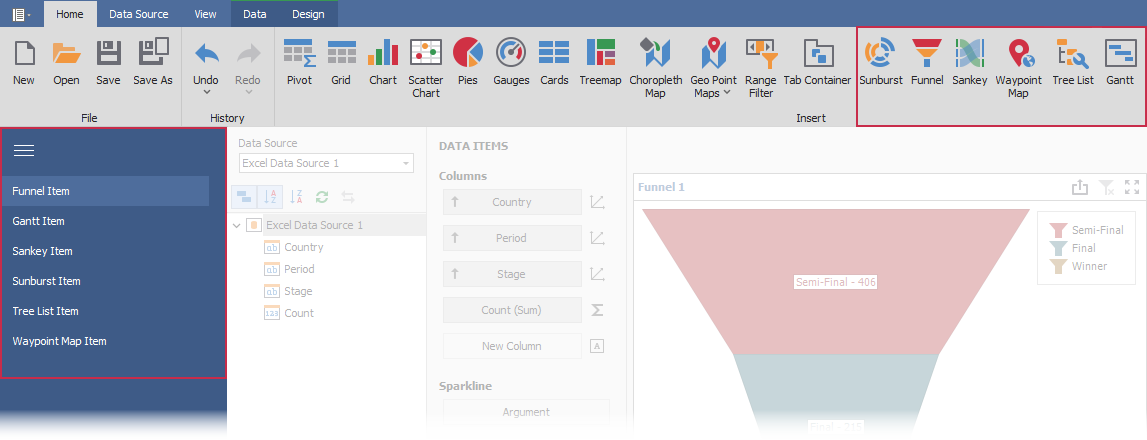 Home Data Source View Data Design
New Open Save Save As Undo Redo Pivot Grid Chart Scatter Chart Pies Gauges Cards Treemap Choropleth Map Geo Point Maps Range Filter Tab Container Sunburst Funnel Sankey Waypoint Map Tree List Gantt
File History Insert
Funnel Item
Gantt Item
Sankey Item
Sunburst Item
Tree List Item
Waypoint Map Item
Data Source
Excel Data Source 1
Excel Data Source 1
Country
Period
Stage
123 Count
DATA ITEMS
Columns
Country
Period
Stage
Count (Sum)
New Column
Sparkline
Argument
Funnel 1
Semi-Final - 406
Final - 215
Semi-Final
Final
Winner